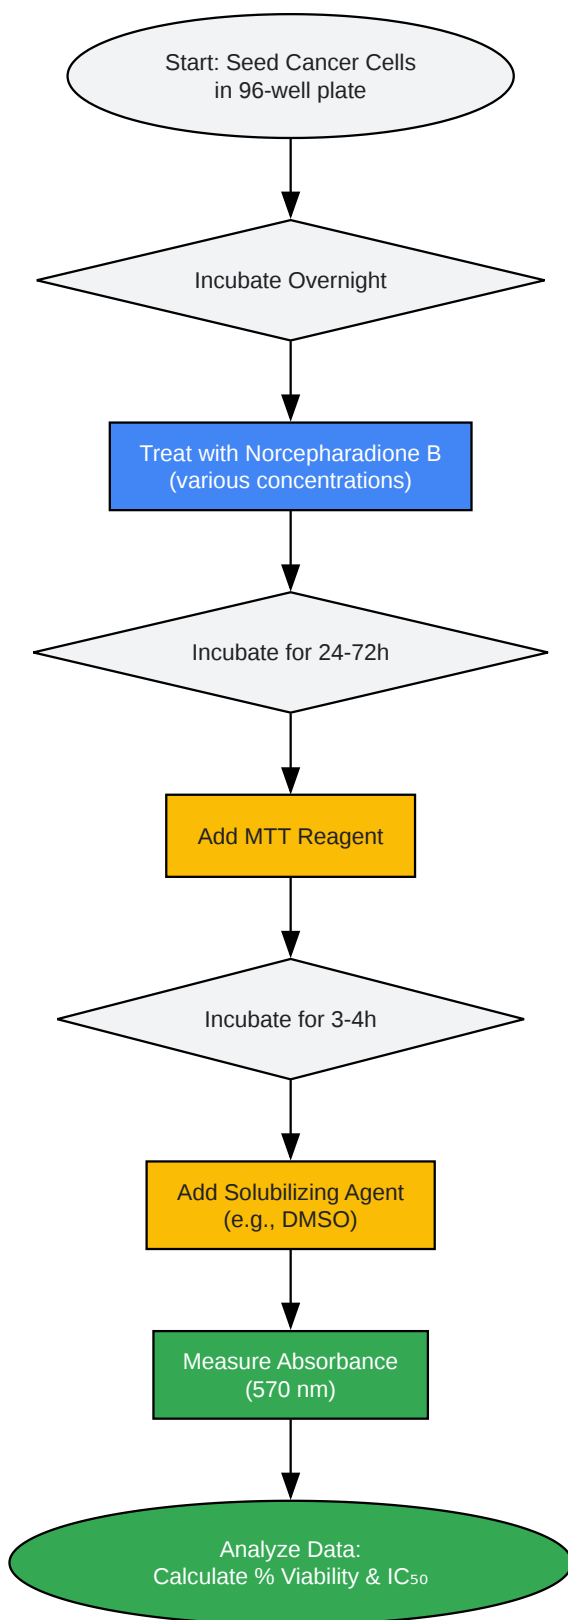 Start: Seed Cancer Cells
in 96-well plate
Incubate Overnight
Treat with Norcepharadione B
(various concentrations)
Incubate for 24-72h
Add MTT Reagent
Incubate for 3-4h
Add Solubilizing Agent
(e.g., DMSO)
Measure Absorbance
(570 nm)
Analyze Data:
Calculate % Viability & IC₅₀